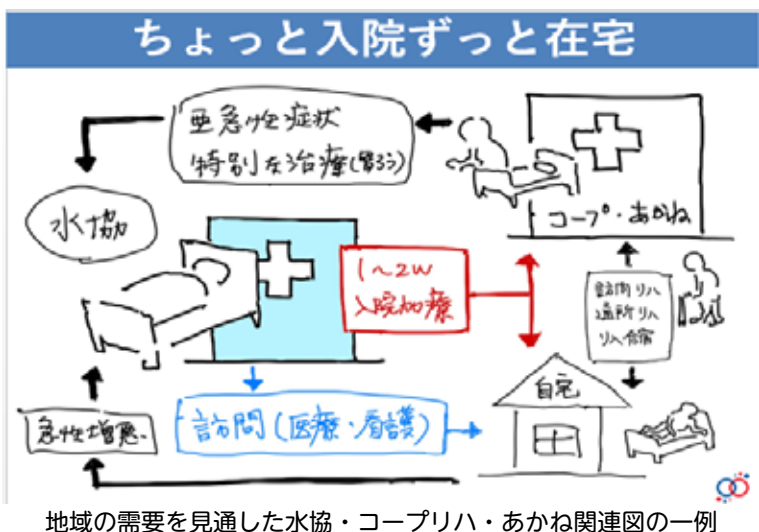 ちょっと入院ずっと在宅
亜急性症状
特別な治療(胃ろう)
水協
コープ・あかね
1~2w
入院加療
訪問リハ
通所リハ
リハ合宿
自宅
急性増悪
訪問(医療・看護)
地域の需要を見通した水協・コープリハ・あかね関連図の一例